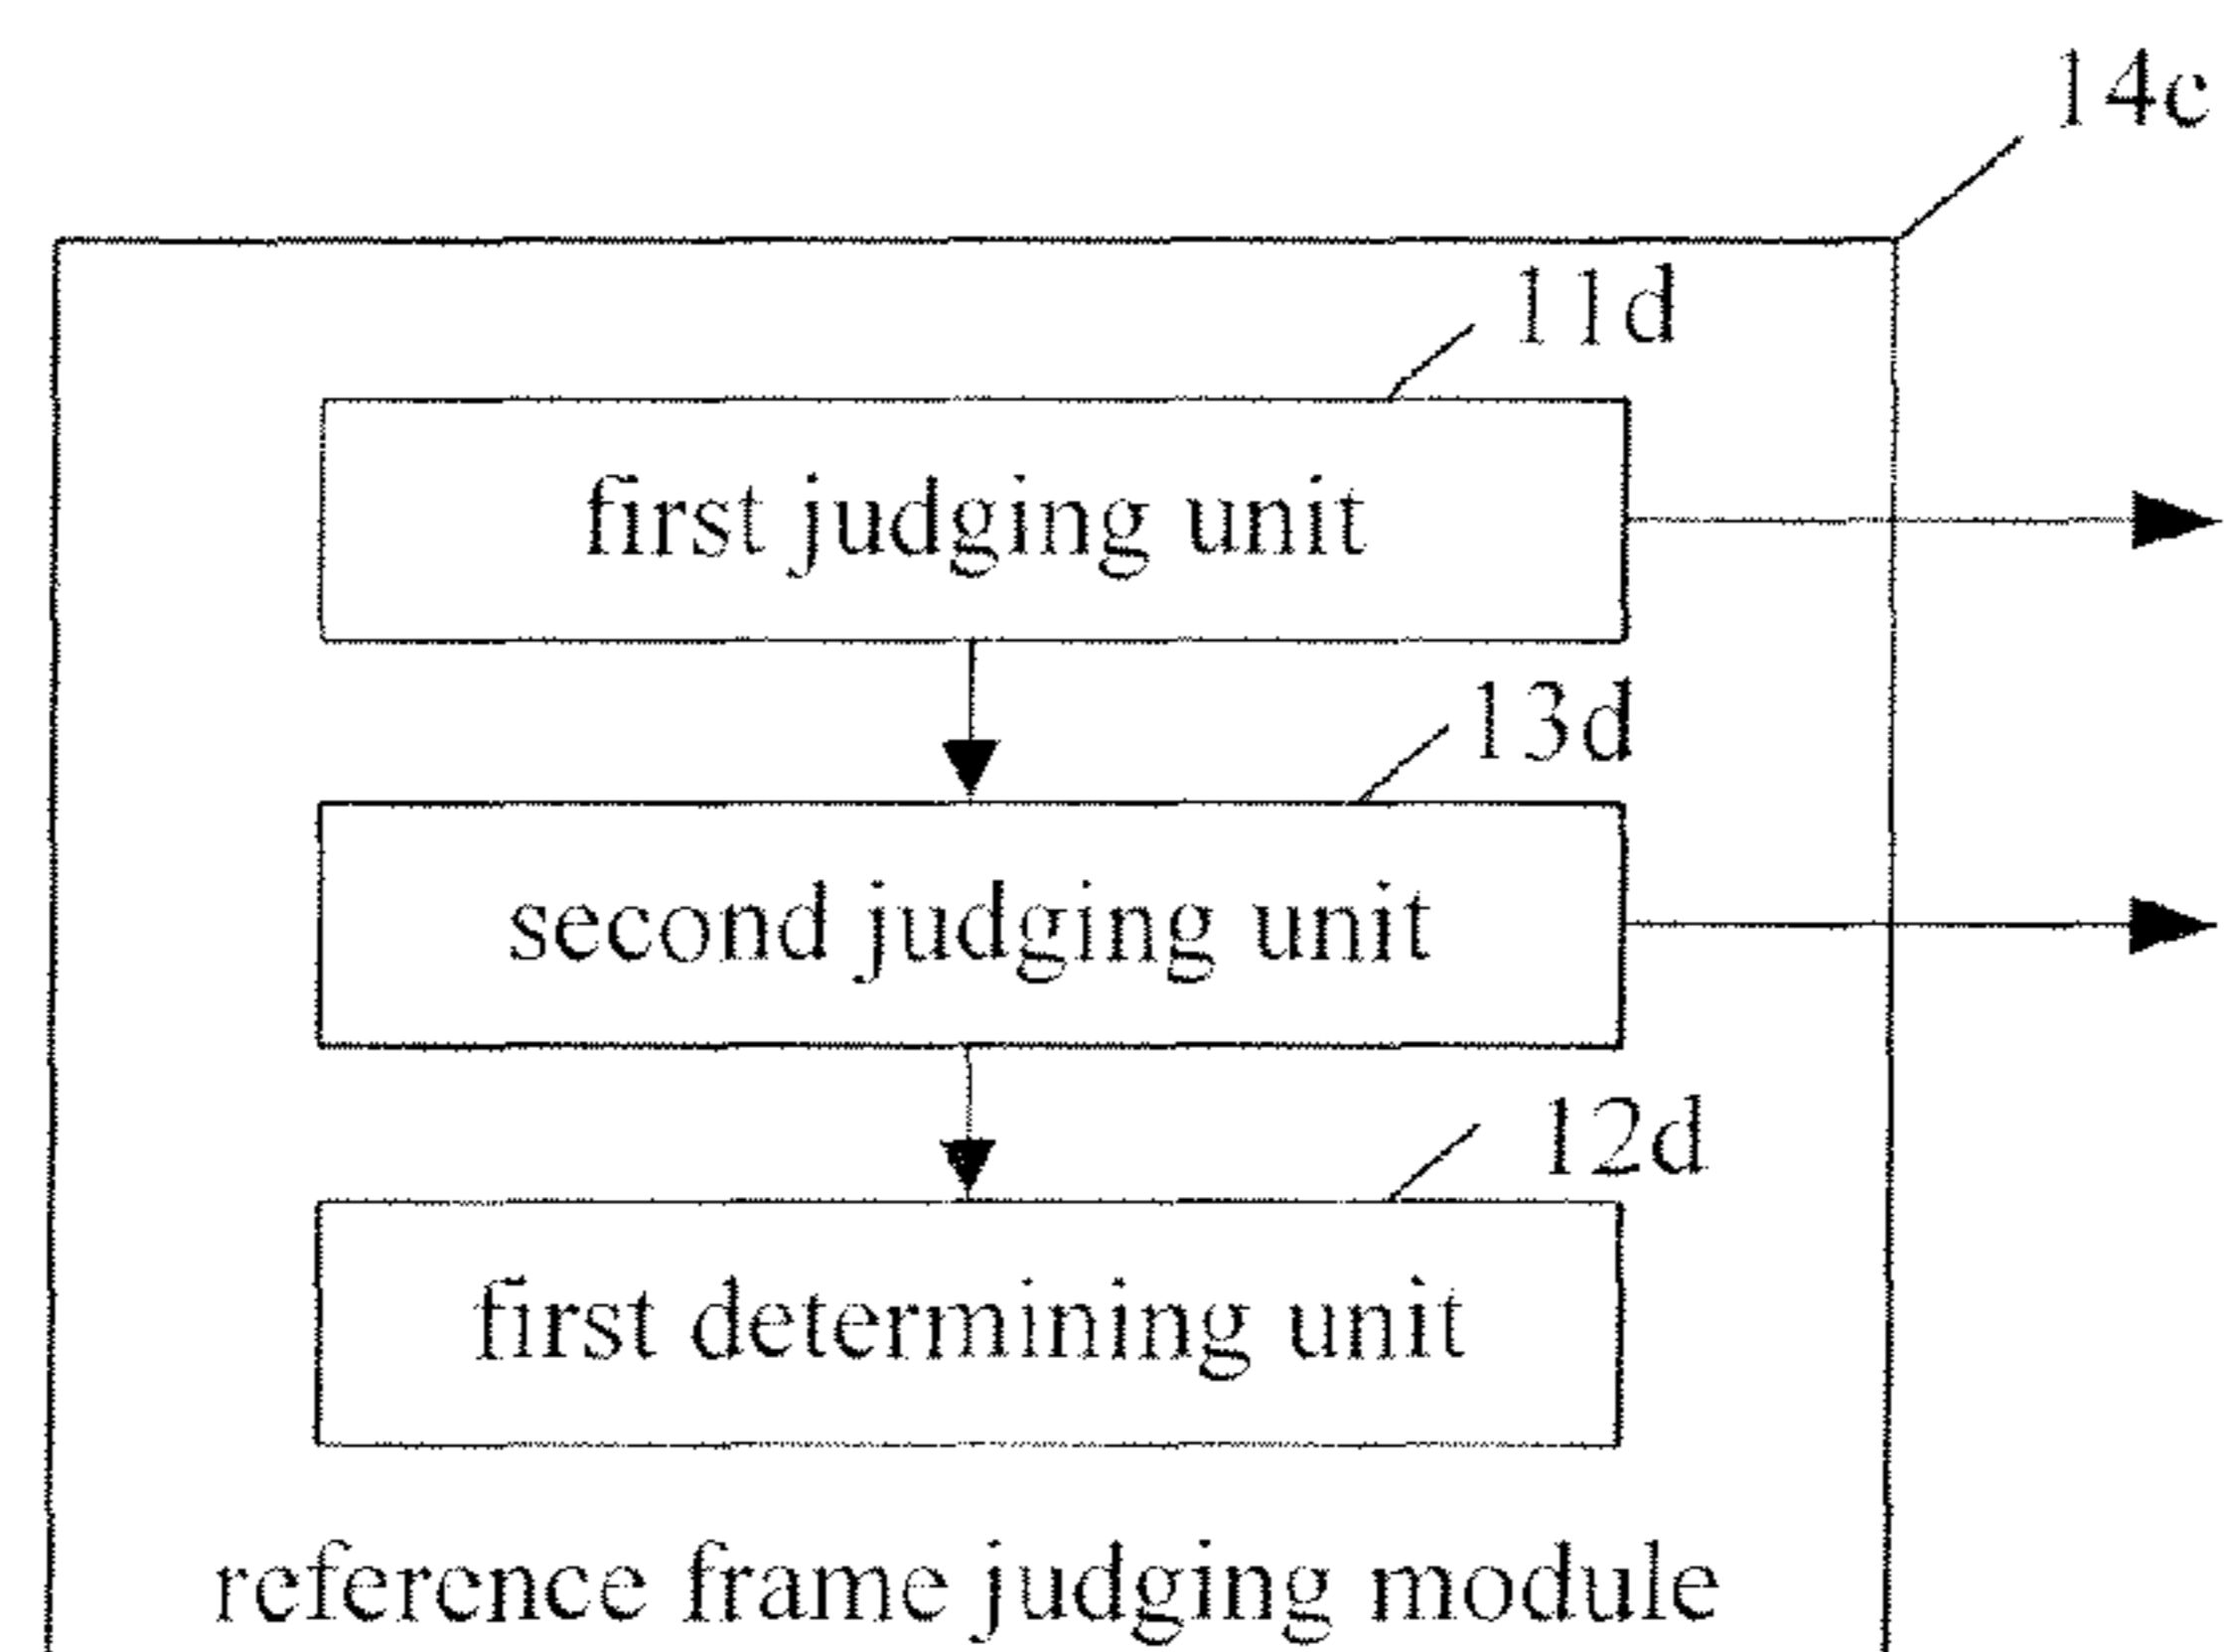 14c
11d
first judging unit
13d
second judging unit
12d
first determining unit
reference frame judging module